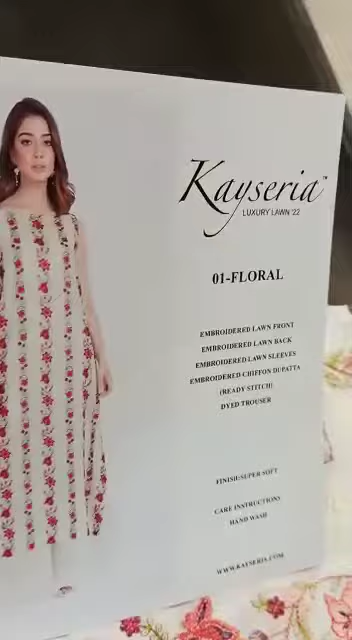 Kayseria™
LUXURY LAWN '22
01-FLORAL
EMBROIDERED LAWN FRONT
EMBROIDERED LAWN BACK
EMBROIDERED LAWN SLEEVES
EMBROIDERED CHIFFON DUPATTA
(READY STITCH)
DYED TROUSER
FINISH:SUPER SOFT
CARE INSTRUCTIONS
HAND WASH
WWW.KAYSERIA.COM